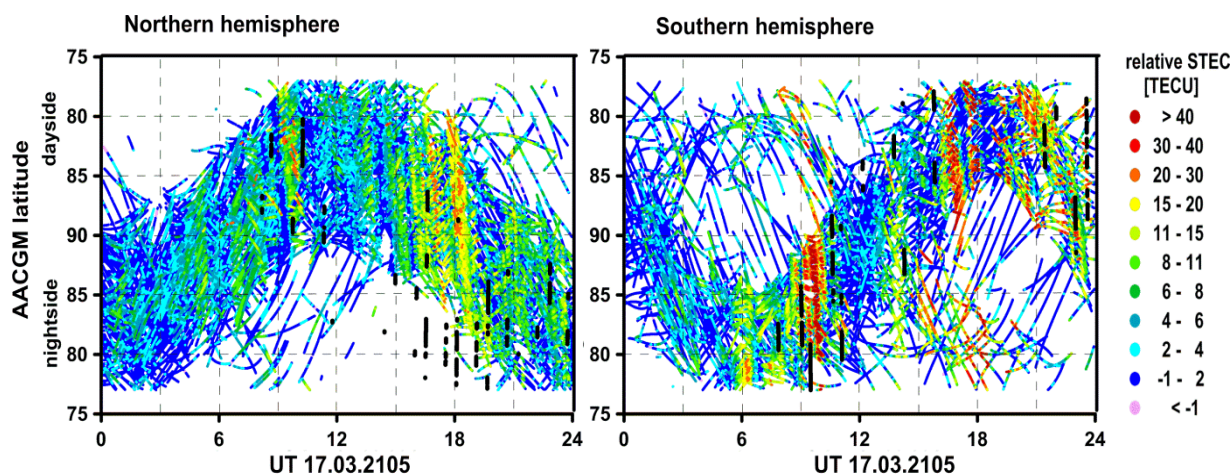 Northern hemisphere
Southern hemisphere
relative STEC
[TECU]
> 40
30 - 40
20 - 30
15 - 20
11 - 15
8 - 11
6 - 8
4 - 6
2 - 4
-1 - 2
< -1
AACGM latitude
nightside dayside
75
80
85
90
85
80
75
0 6 12 18 24
UT 17.03.2105
75
80
85
90
85
80
75
0 6 12 18 24
UT 17.03.2105